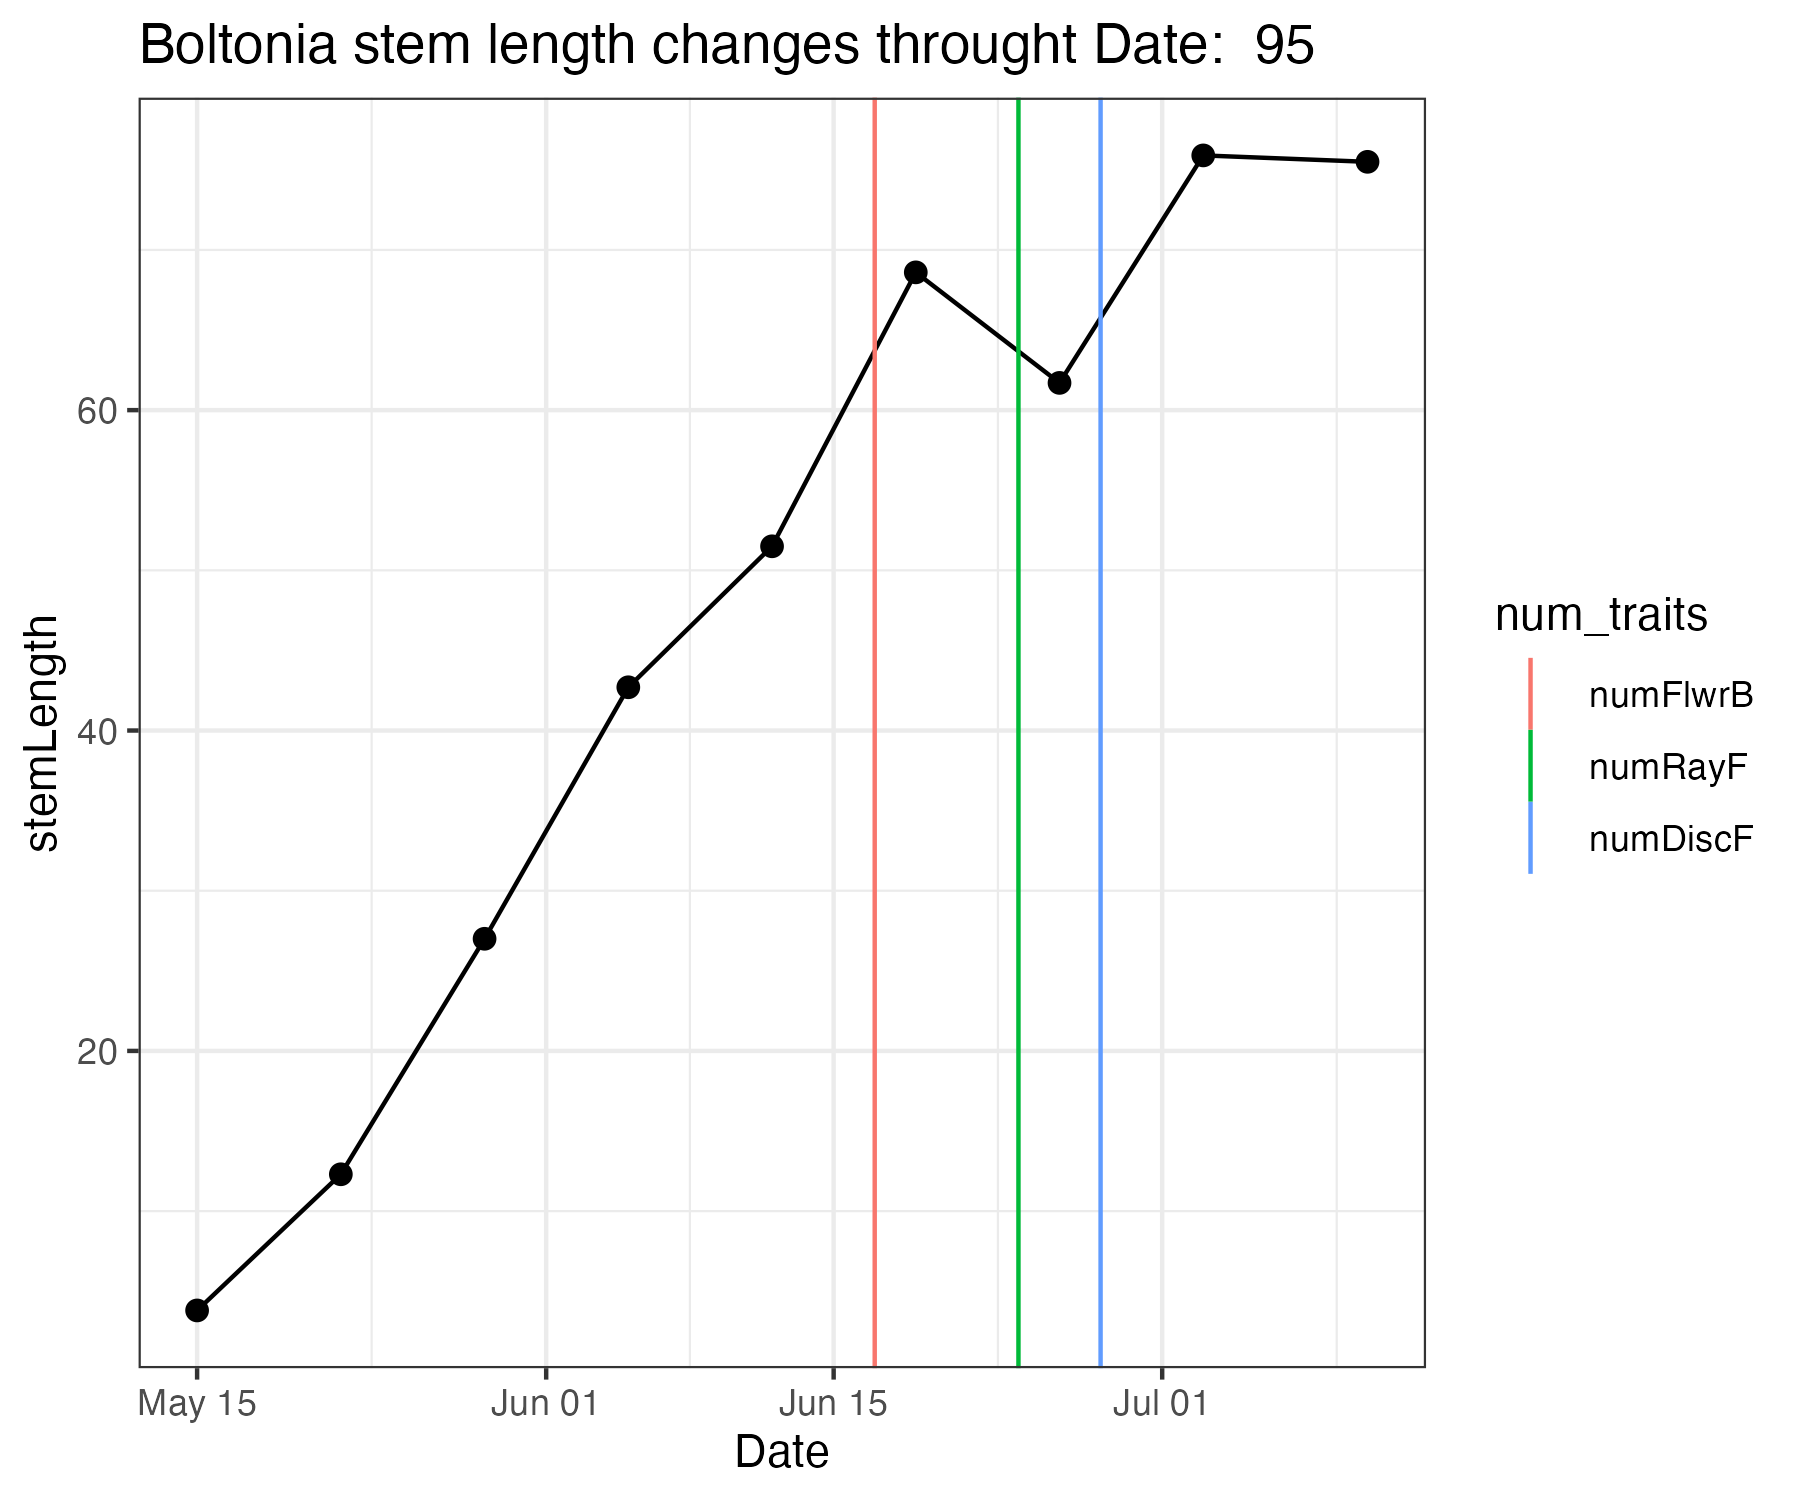 Boltonia stem length changes throught Date:  95
stemLength
60
40
20
May 15
Jun 01
Jun 15
Jul 01
Date
num_traits
numFlwrB
numRayF
numDiscF